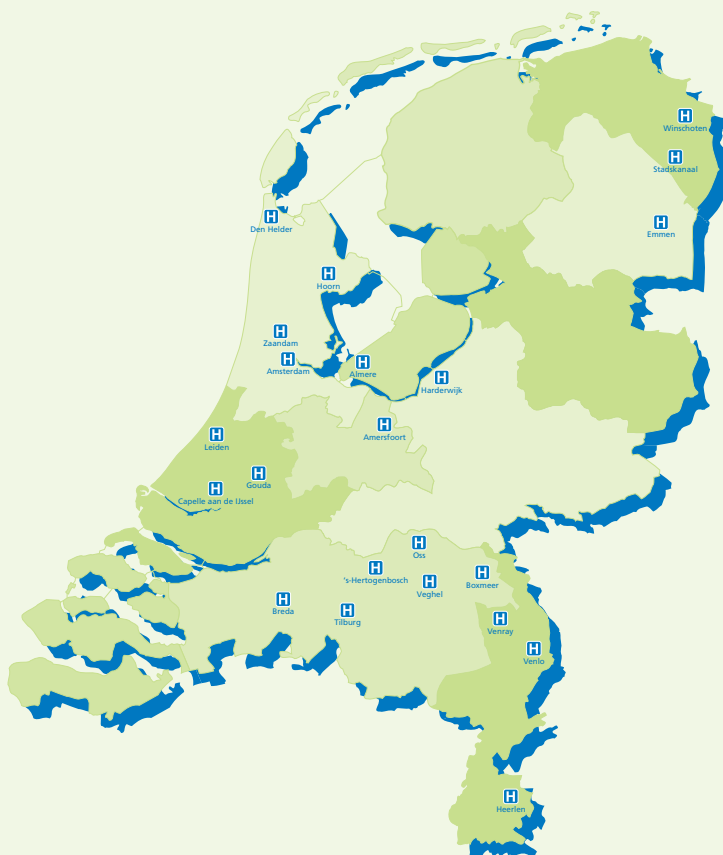 H
Winschoten
H
Stadskanaal
H
Den Helder
H
Emmen
H
Hoorn
H
Zaandam
H
Amsterdam
H
Almere
H
Harderwijk
H
Amersfoort
H
Leiden
H
Gouda
H
Capelle aan de IJssel
H
Oss
H
's-Hertogenbosch
H
Veghel
H
Boxmeer
H
Breda
H
Tilburg
H
Venray
H
Venlo
H
Heerlen